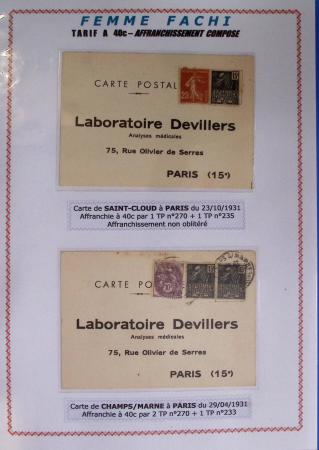 FEMME FACHI
TARIF A 40c - AFFRANCHISSEMENT COMPOSE
CARTE POSTAL
Laboratoire Devillers
Analyses médicales
75, Rue Olivier de Serres
PARIS (15e)
Carte de SAINT-CLOUD à PARIS du 23/10/1931
Affranchie à 40c par 1 TP n°270 + 1 TP n°235
Affranchissement non oblitéré
CARTE PO
Laboratoire Devillers
Analyses médicales
75, Rue Olivier de Serres
PARIS (15e)
Carte de CHAMPS/MARNE à PARIS du 29/04/1931
Affranchie à 40c par 2 TP n°270 + 1 TP n°233